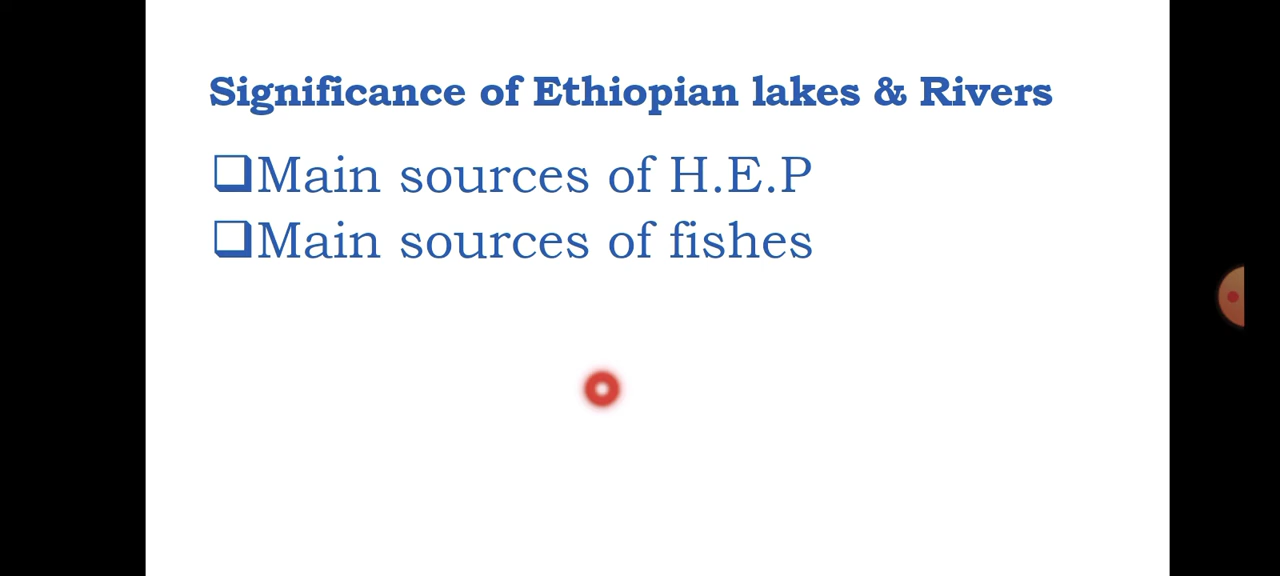 Significance of Ethiopian lakes & Rivers
❑Main sources of H.E.P
❑Main sources of fishes